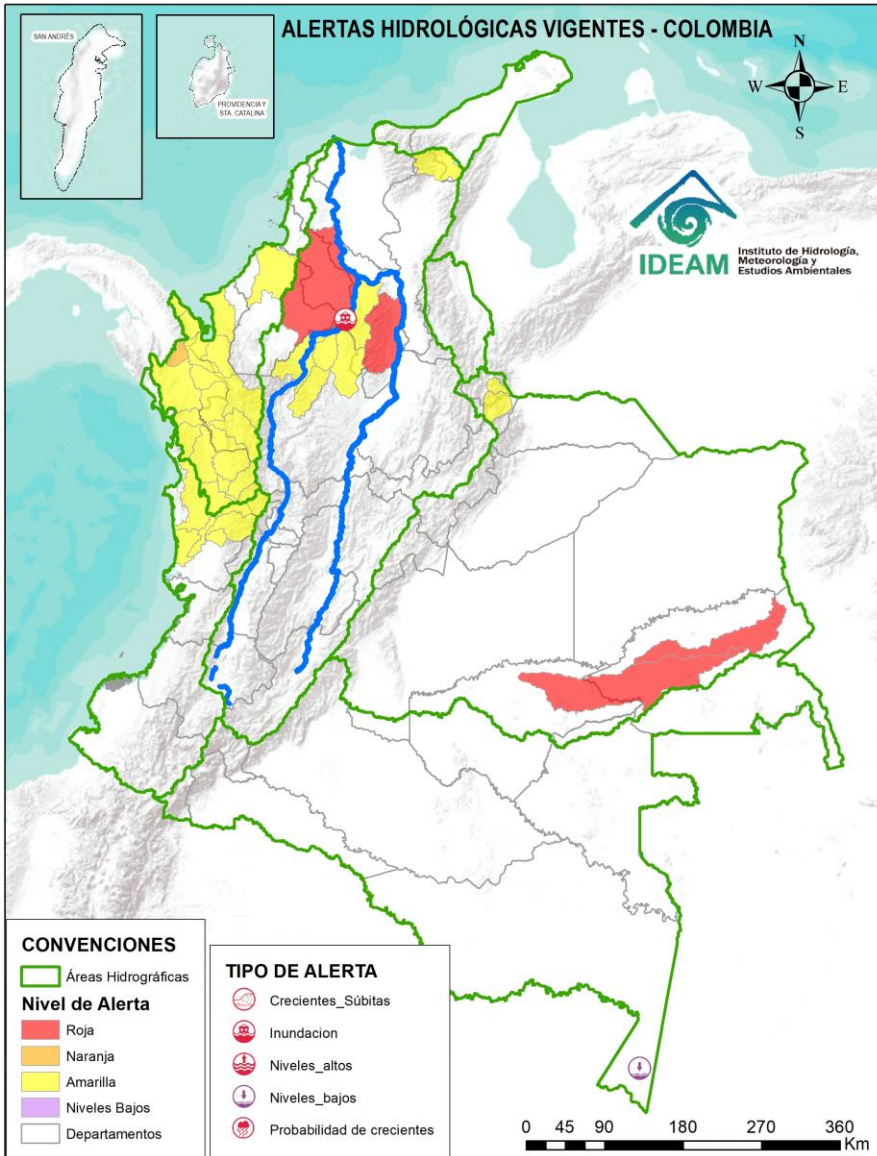 ALERTAS HIDROLÓGICAS VIGENTES - COLOMBIA
SAN ANDRÉS
PROVIDENCIA Y
STA. CATALINA
N
W E
S
IDEAM
Instituto de Hidrología,
Meteorología y
Estudios Ambientales
CONVENCIONES
Áreas Hidrográficas
Nivel de Alerta
Roja
Naranja
Amarilla
Niveles Bajos
Departamentos
TIPO DE ALERTA
Crecientes_Súbitas
Inundacion
Niveles_altos
Niveles_bajos
Probabilidad de crecientes
0 45 90 180 270 360
Km